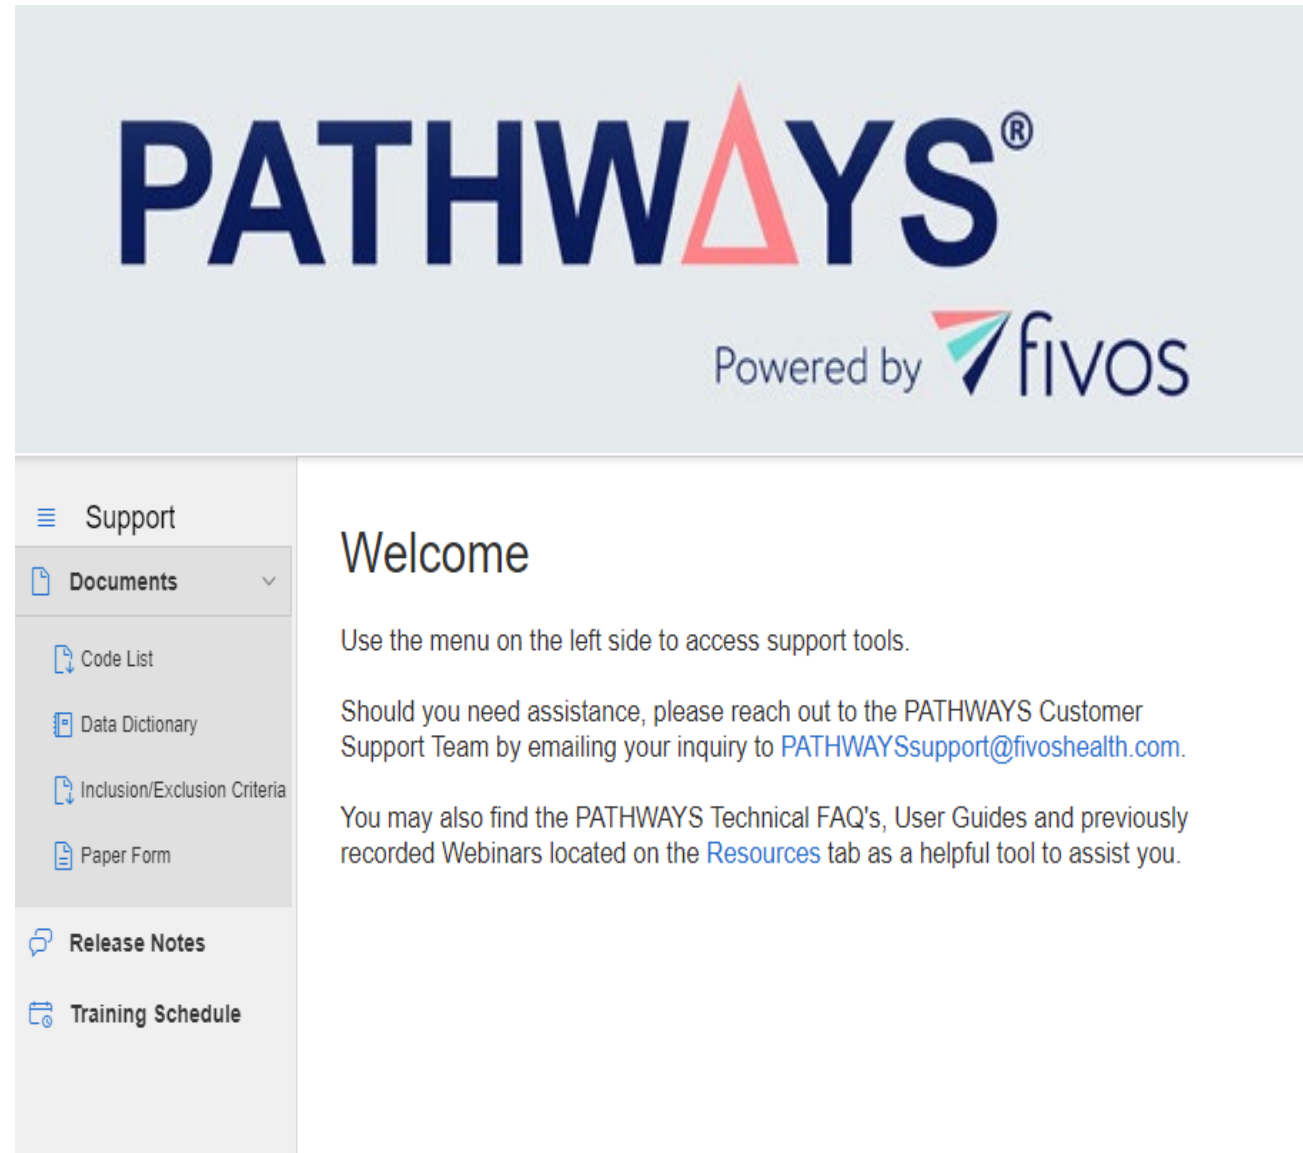 PATHWAYS®
Powered by fivos
Support
Documents
Code List
Data Dictionary
Inclusion/Exclusion Criteria
Paper Form
Release Notes
Training Schedule
Welcome
Use the menu on the left side to access support tools.
Should you need assistance, please reach out to the PATHWAYS Customer
Support Team by emailing your inquiry to PATHWAYSsupport@fivoshealth.com.
You may also find the PATHWAYS Technical FAQ's, User Guides and previously
recorded Webinars located on the Resources tab as a helpful tool to assist you.